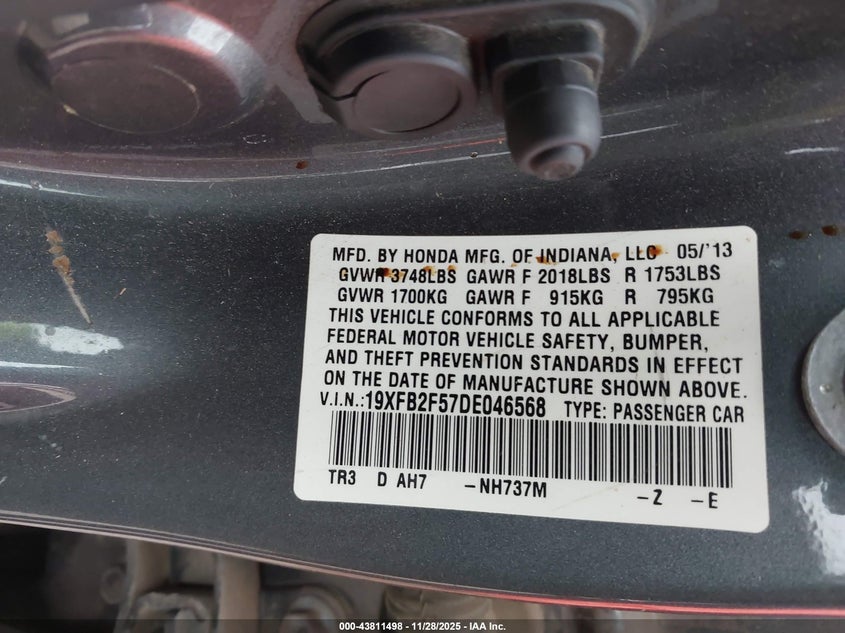 MFD. BY HONDA MFG. OF INDIANA, LLC 05/'13
GVWR 3748LBS GAWR F 2018LBS R 1753LBS
GVWR 1700KG GAWR F 915KG R 795KG
THIS VEHICLE CONFORMS TO ALL APPLICABLE
FEDERAL MOTOR VEHICLE SAFETY, BUMPER,
AND THEFT PREVENTION STANDARDS IN EFFECT
ON THE DATE OF MANUFACTURE SHOWN ABOVE.
V.I.N.:19XFB2F57DE046568 TYPE: PASSENGER CAR
TR3 D AH7 -NH737M -Z -E
000-43811498 - 11/28/2025 - IAA Inc.